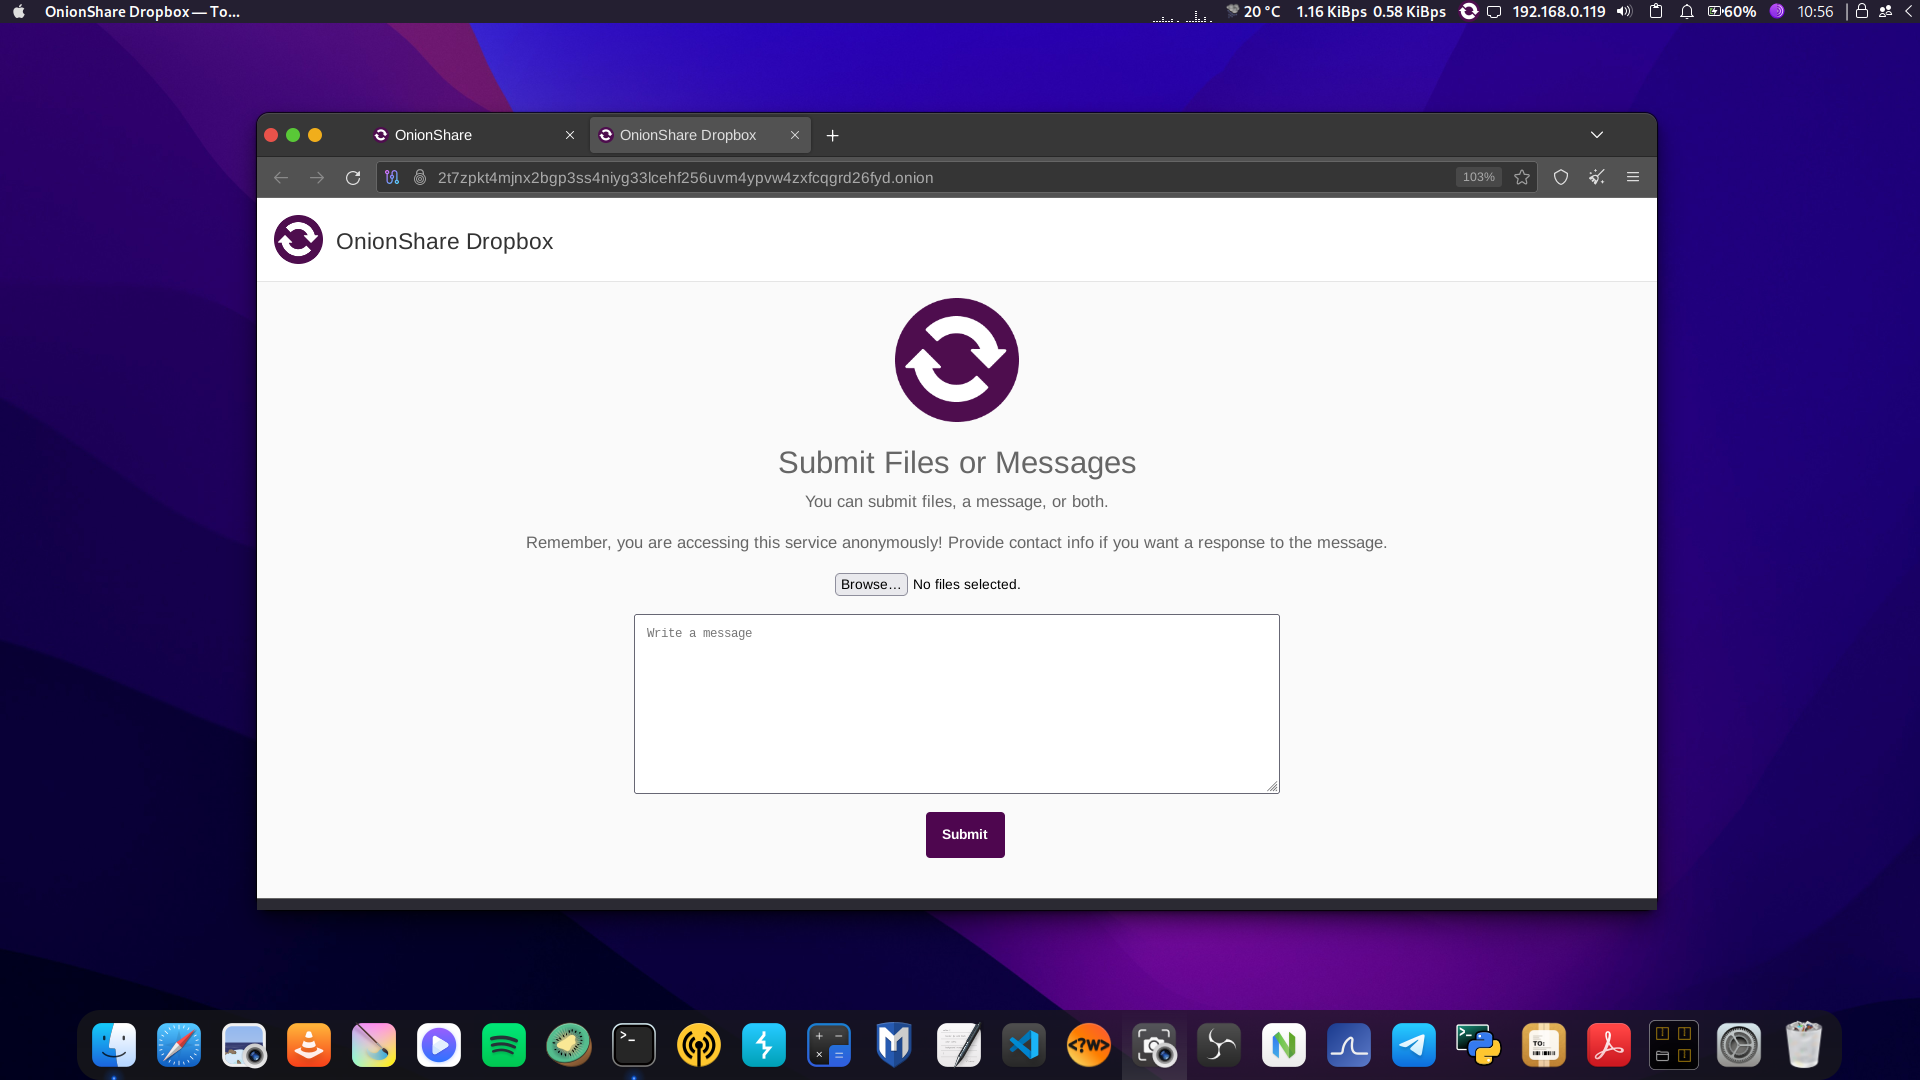 OnionShare Dropbox — To...
20 °C 1.16 KiBps 0.58 KiBps 192.168.0.119 60% 10:56
OnionShare
OnionShare Dropbox
2t7zpkt4mjnx2bgp3ss4niyg33lcehf256uvm4ypvw4zxfcqgrd26fyd.onion
103%
OnionShare Dropbox
Submit Files or Messages
You can submit files, a message, or both.
Remember, you are accessing this service anonymously! Provide contact info if you want a response to the message.
Browse... No files selected.
Write a message
Submit
<?w>
TO: